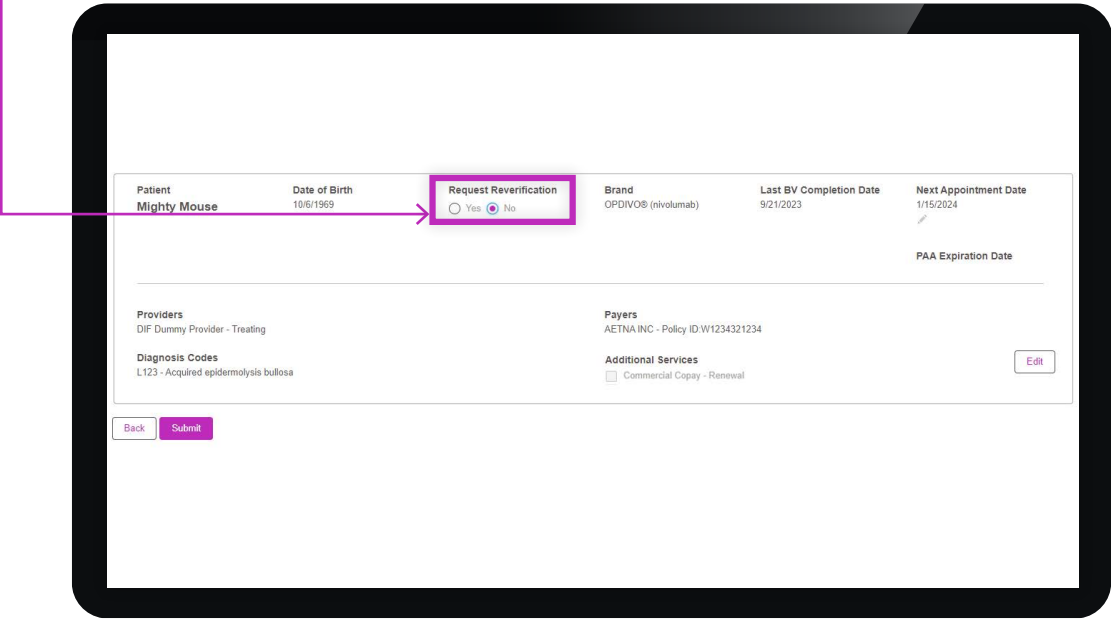 Patient
Mighty Mouse
Date of Birth
10/6/1969
Request Reverification
Yes No
Brand
OPDIVO® (nivolumab)
Last BV Completion Date
9/21/2023
Next Appointment Date
1/15/2024
PAA Expiration Date
Providers
DIF Dummy Provider - Treating
Payers
AETNA INC - Policy ID:W1234321234
Diagnosis Codes
L123 - Acquired epidermolysis bullosa
Additional Services
Commercial Copay - Renewal
Edit
Back
Submit